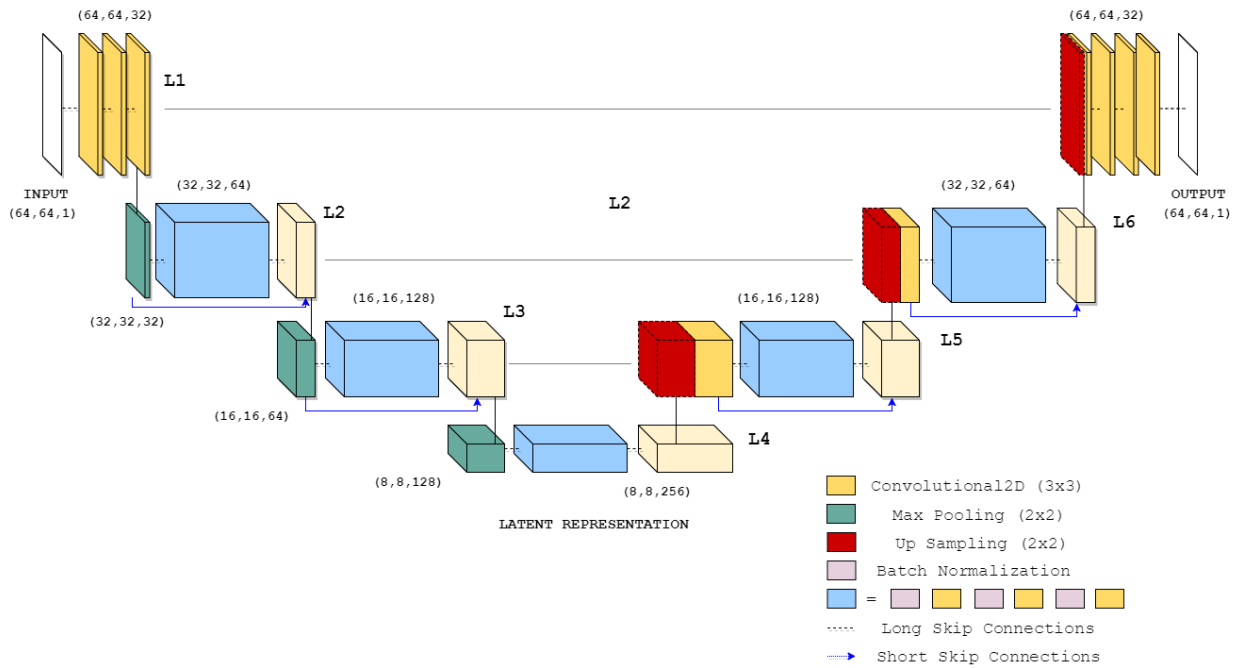 (64,64,32)
(64,64,32)
L1
INPUT
(64,64,1)
(32,32,64)
L2
L2
(32,32,64)
L6
OUTPUT
(64,64,1)
(32,32,32)
(16,16,128)
L3
(16,16,128)
L5
(16,16,64)
L4
(8,8,128)
(8,8,256)
LATENT REPRESENTATION
Convolutional2D (3x3)
Max Pooling (2x2)
Up Sampling (2x2)
Batch Normalization
=
Long Skip Connections
Short Skip Connections